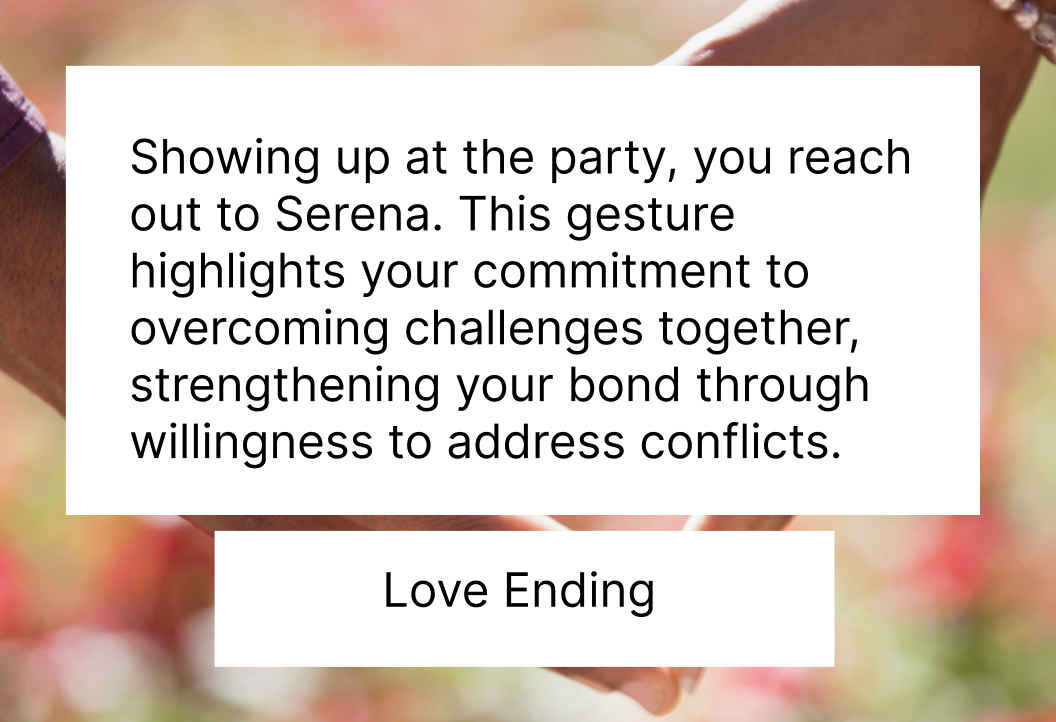 Showing up at the party, you reach
out to Serena. This gesture
highlights your commitment to
overcoming challenges together,
strengthening your bond through
willingness to address conflicts.
Love Ending